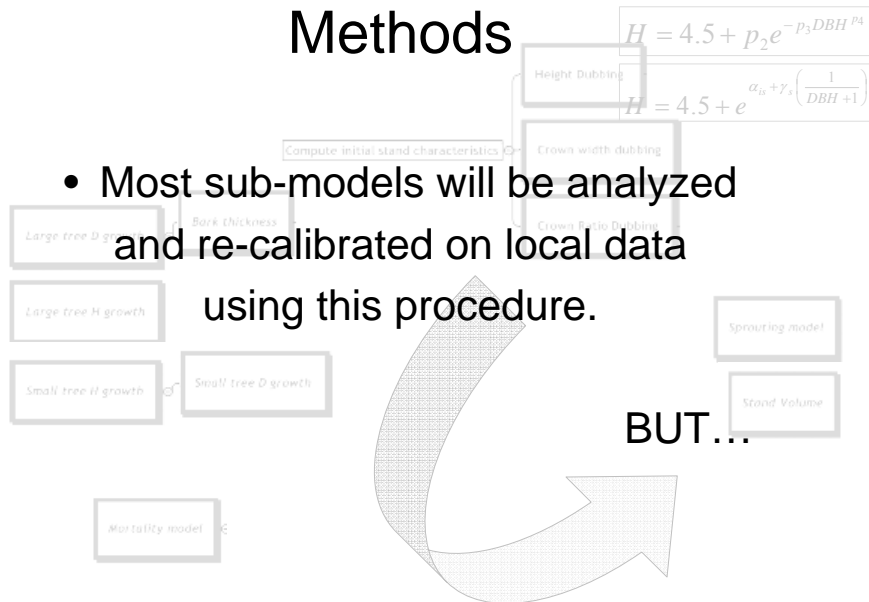 Methods
H = 4.5 + p₂e^{-p₃DBH^{p₄}}
Height Dubbing
H = 4.5 + e^{α_{is}+γ_s(1/(DBH+1))}
Compute initial stand characteristics
Crown width dubbing
• Most sub-models will be analyzed
Bark thickness
Crown Ratio Dubbing
Large tree D growth
and re-calibrated on local data
using this procedure.
Large tree H growth
Sprouting model
Small tree H growth
Small tree D growth
Stand Volume
BUT…
Mortality model